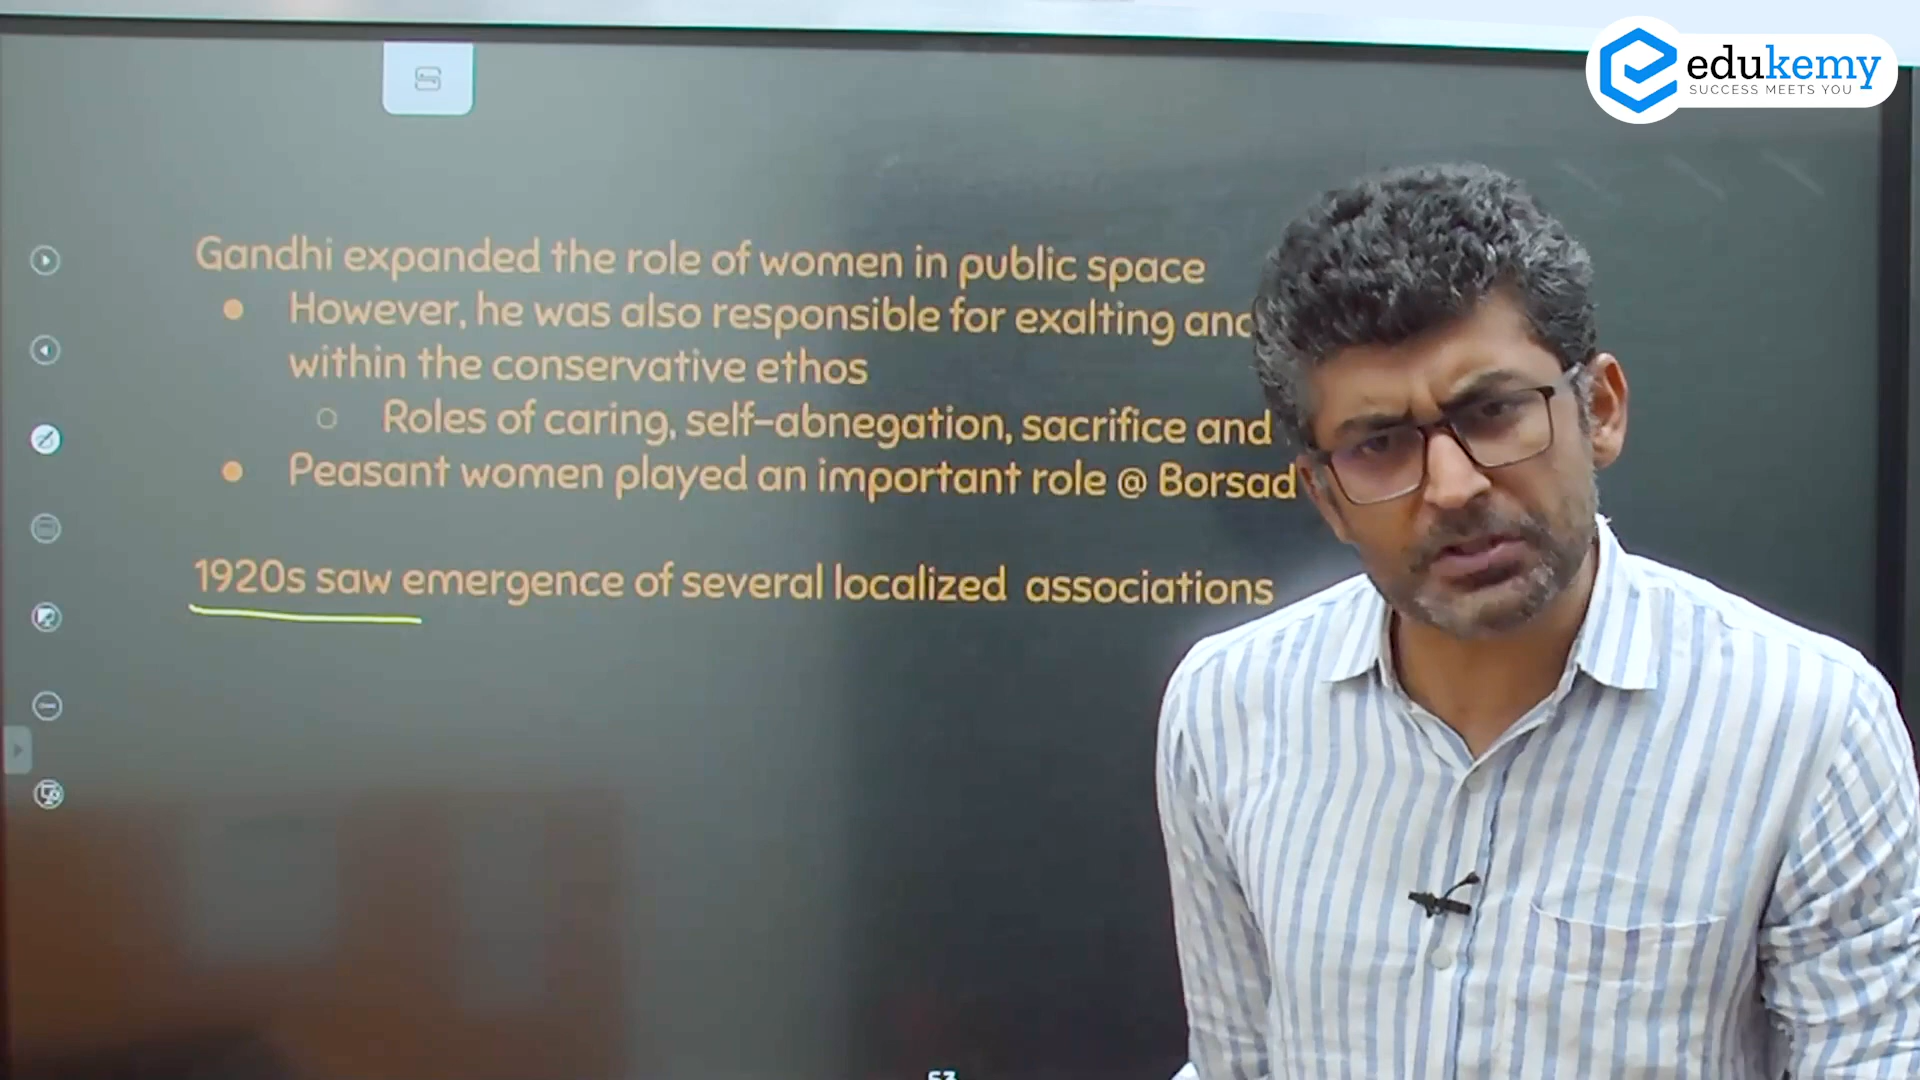 edukemy
SUCCESS MEETS YOU
Gandhi expanded the role of women in public space
However, he was also responsible for exalting and
within the conservative ethos
Roles of caring, self-abnegation, sacrifice and
Peasant women played an important role @ Borsad
1920s saw emergence of several localized associations